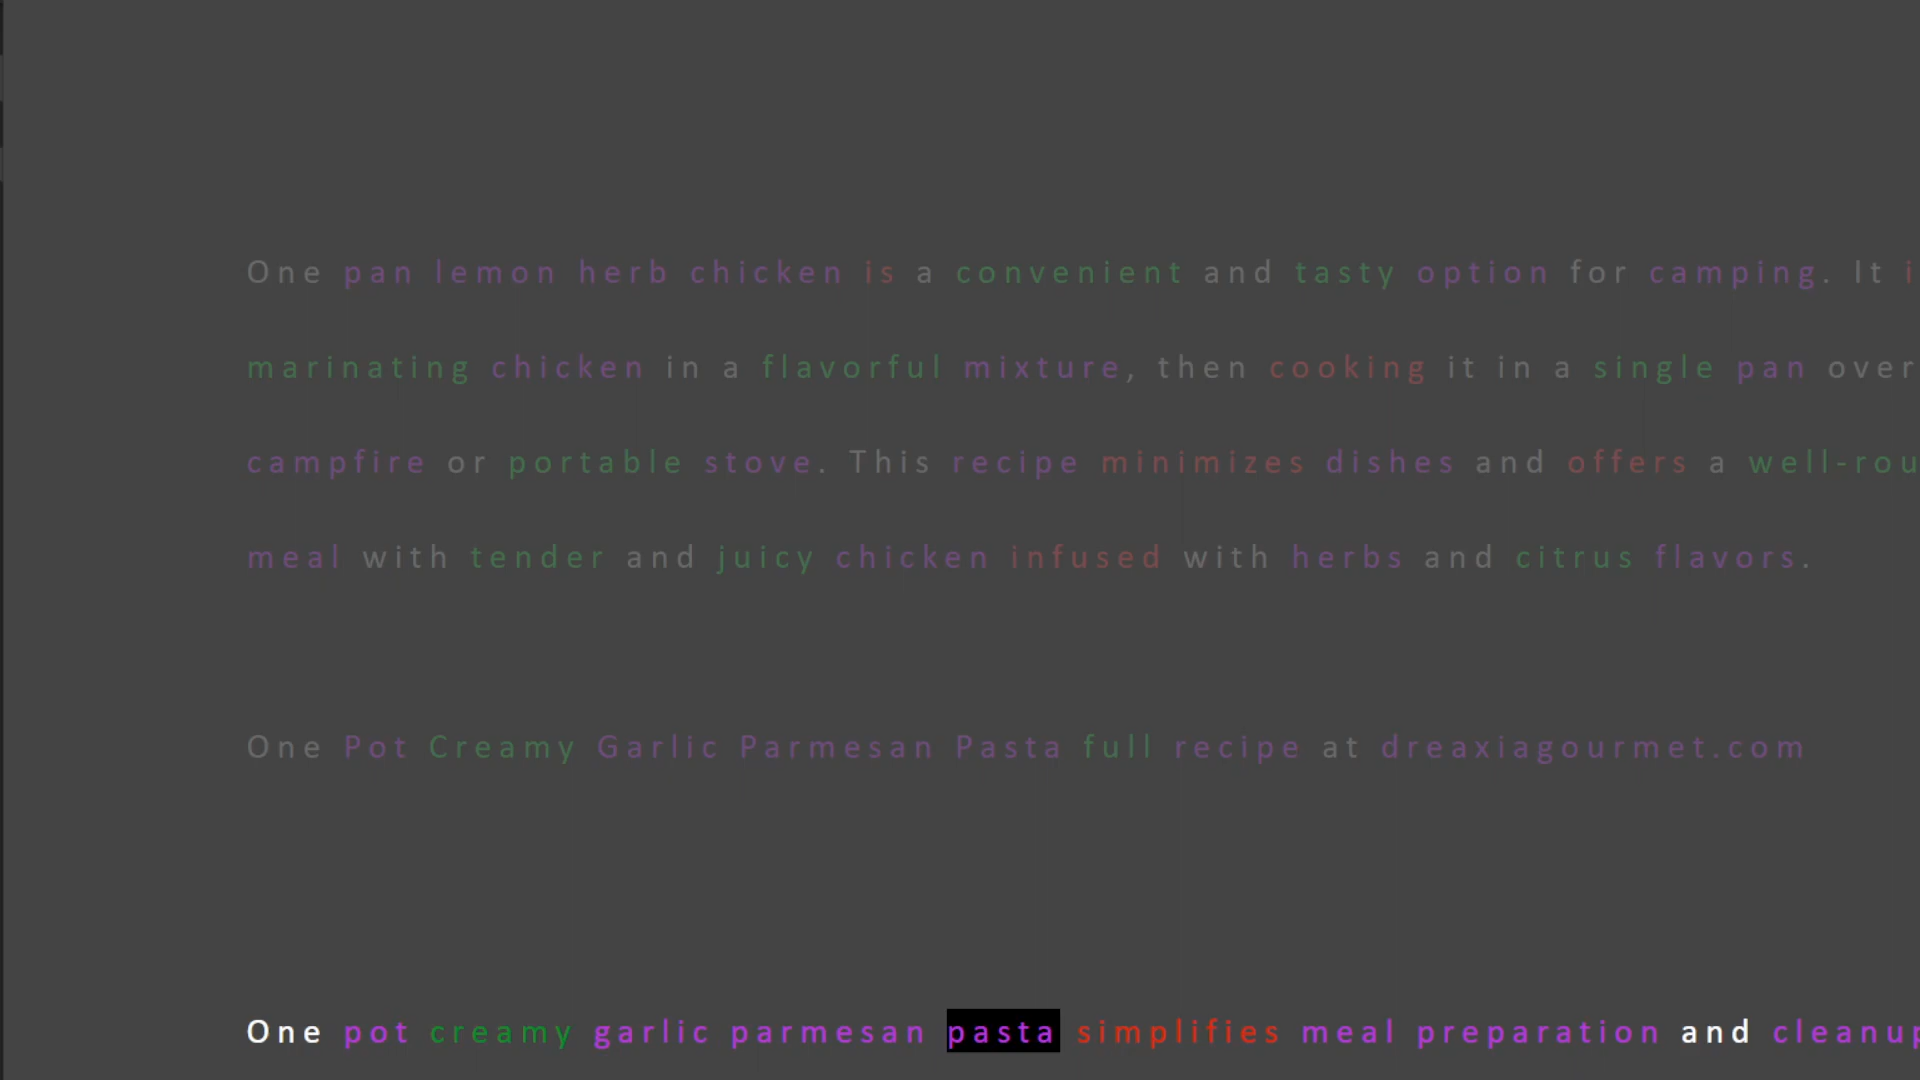 One pan lemon herb chicken is a convenient and tasty option for camping. It
marinating chicken in a flavorful mixture, then cooking it in a single pan over
campfire or portable stove. This recipe minimizes dishes and offers a
meal with tender and juicy chicken infused with herbs and citrus flavors.
One Pot Creamy Garlic Parmesan Pasta full recipe at dreaxiagourmet.com
One pot creamy garlic parmesan pasta simplifies meal preparation and cleanup